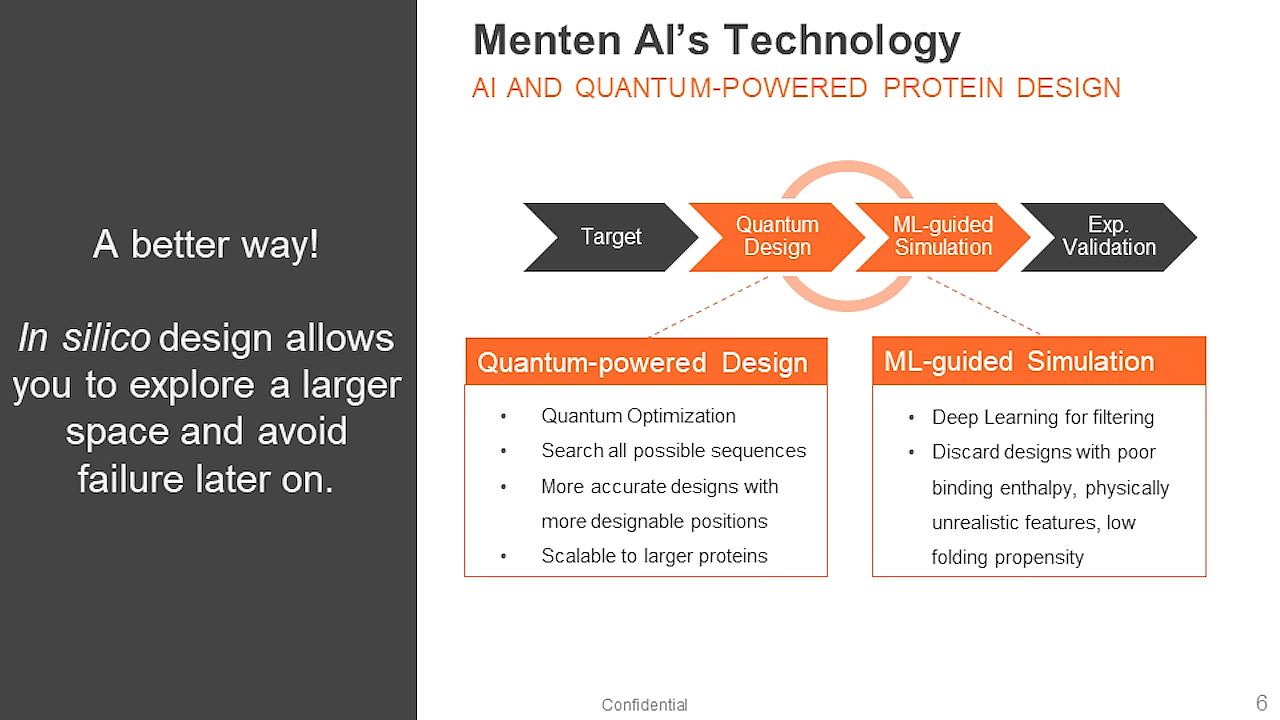 Menten AI's Technology
AI AND QUANTUM-POWERED PROTEIN DESIGN
A better way!
In silico design allows
you to explore a larger
space and avoid
failure later on.
Target
Quantum
Design
ML-guided
Simulation
Exp.
Validation
Quantum-powered Design
• Quantum Optimization
• Search all possible sequences
• More accurate designs with
more designable positions
• Scalable to larger proteins
ML-guided Simulation
• Deep Learning for filtering
• Discard designs with poor
binding enthalpy, physically
unrealistic features, low
folding propensity
Confidential
6